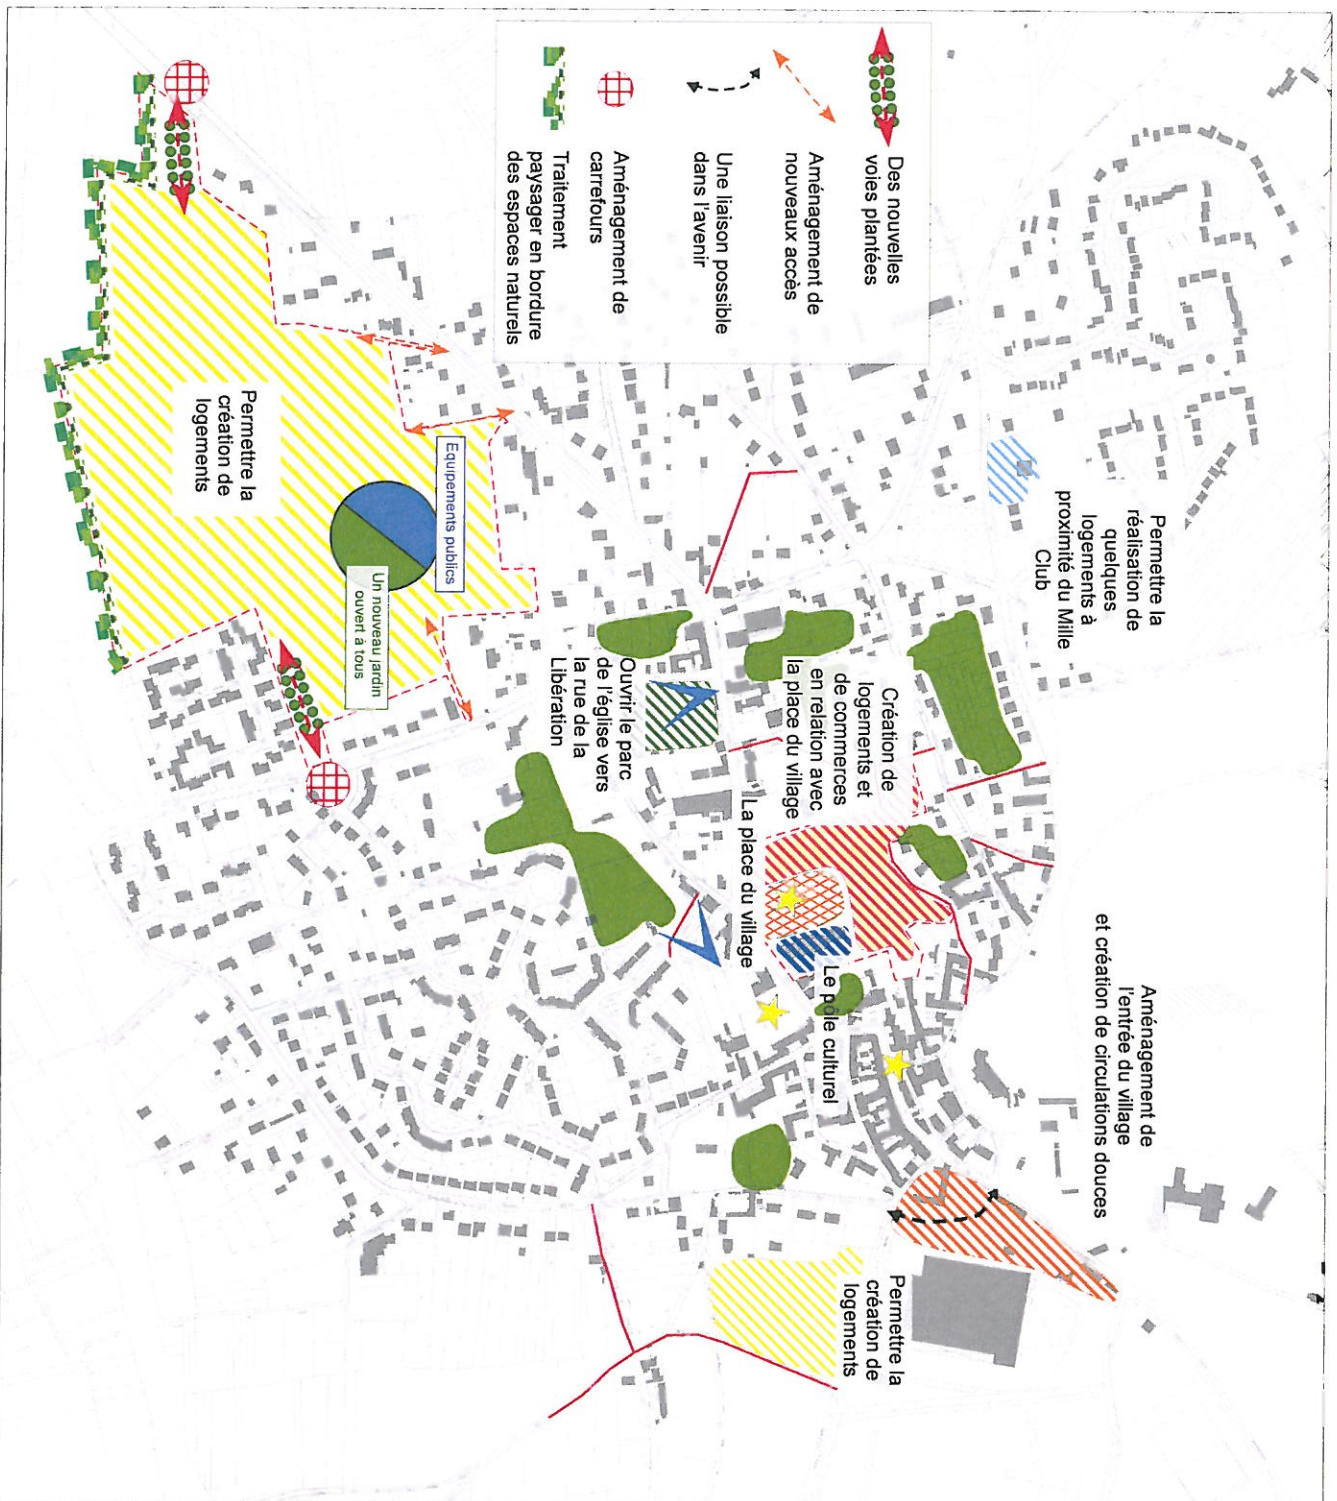 Des nouvelles
voies plantées
Aménagement de
nouveaux accès
Une liaison possible
dans l'avenir
Aménagement de
carrefours
Traitement
paysager en bordure
des espaces naturels
Permettre la
réalisation de
quelques
logements à
proximité du Mille
Club
Aménagement de
l'entrée du village
et création de circulations douces
Création de
logements et
de commerces
en relation avec
la place du village
La place du village
Le pôle culturel
Permettre la
création de
logements
Ouvrir le parc
de l'église vers
la rue de la
Libération
Equipements publics
Un nouveau jardin
ouvert à tous
Permettre la
création de
logements